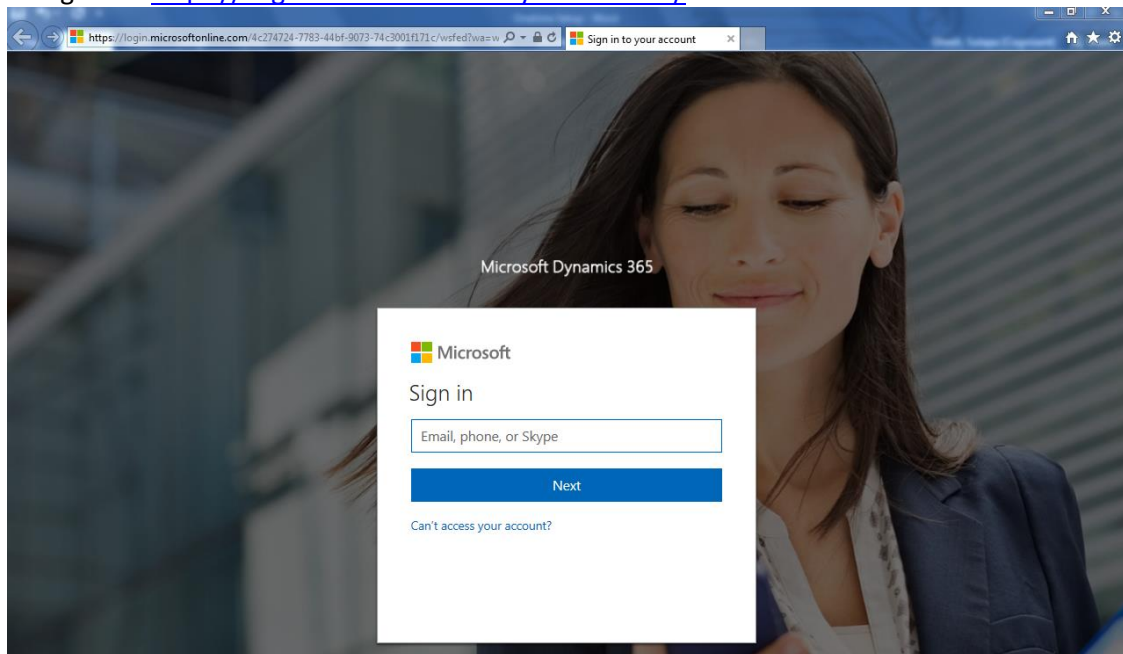 https://login.microsoftonline.com/4c274724-7783-44bf-9073-74c3001f171c/wsfed?wa=w
Sign in to your account
Microsoft Dynamics 365
Microsoft
Sign in
Email, phone, or Skype
Next
Can't access your account?